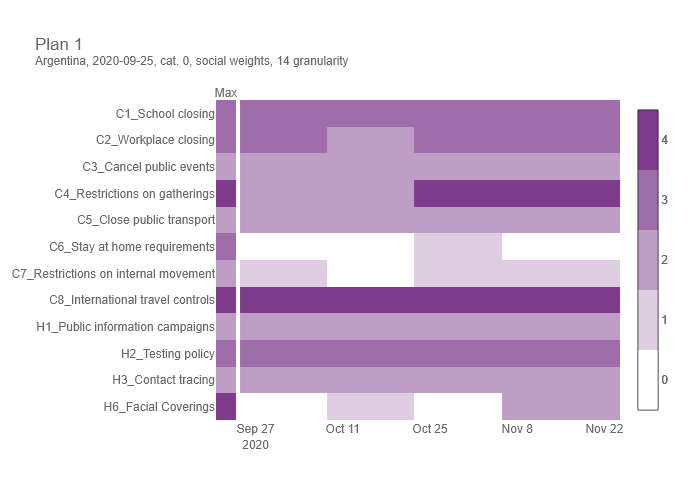 Plan 1
Argentina, 2020-09-25, cat. 0, social weights, 14 granularity
Max
C1_School closing
C2_Workplace closing
C3_Cancel public events
C4_Restrictions on gatherings
C5_Close public transport
C6_Stay at home requirements
C7_Restrictions on internal movement
C8_International travel controls
H1_Public information campaigns
H2_Testing policy
H3_Contact tracing
H6_Facial Coverings
4
3
2
1
0
Sep 27 Oct 11 Oct 25 Nov 8 Nov 22
2020